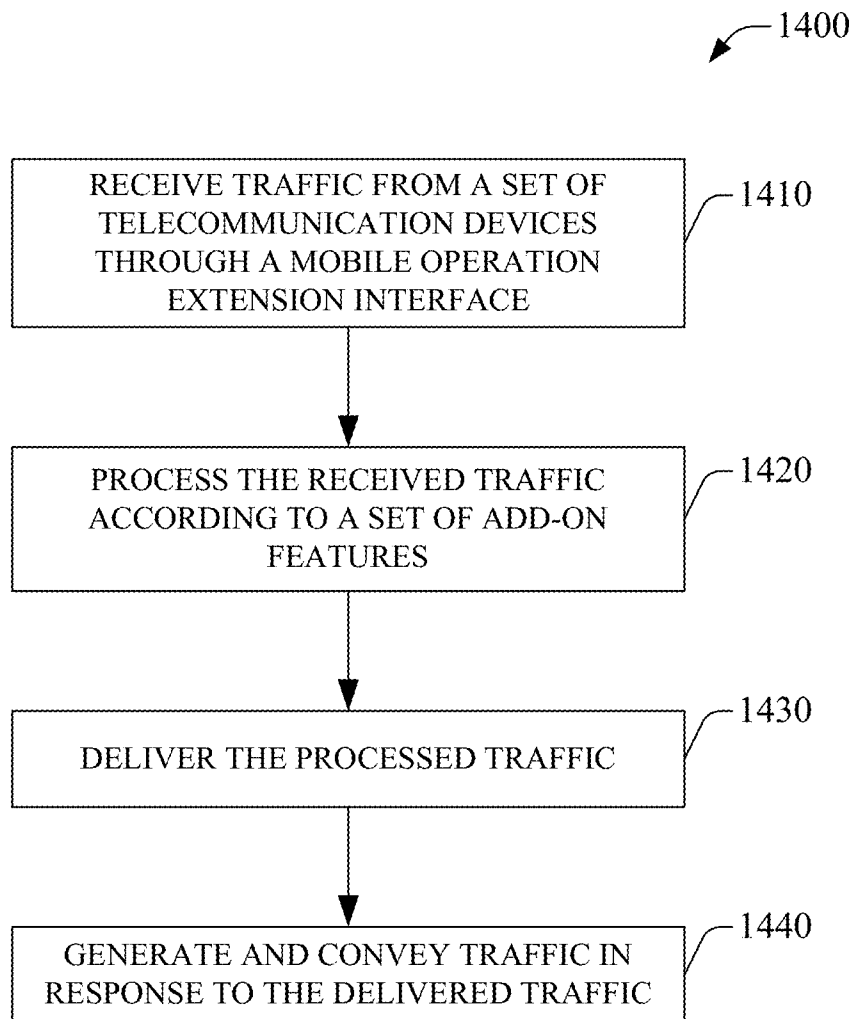 1400
RECEIVE TRAFFIC FROM A SET OF
TELECOMMUNICATION DEVICES
THROUGH A MOBILE OPERATION
EXTENSION INTERFACE
1410
PROCESS THE RECEIVED TRAFFIC
ACCORDING TO A SET OF ADD-ON
FEATURES
1420
DELIVER THE PROCESSED TRAFFIC
1430
GENERATE AND CONVEY TRAFFIC IN
RESPONSE TO THE DELIVERED TRAFFIC
1440